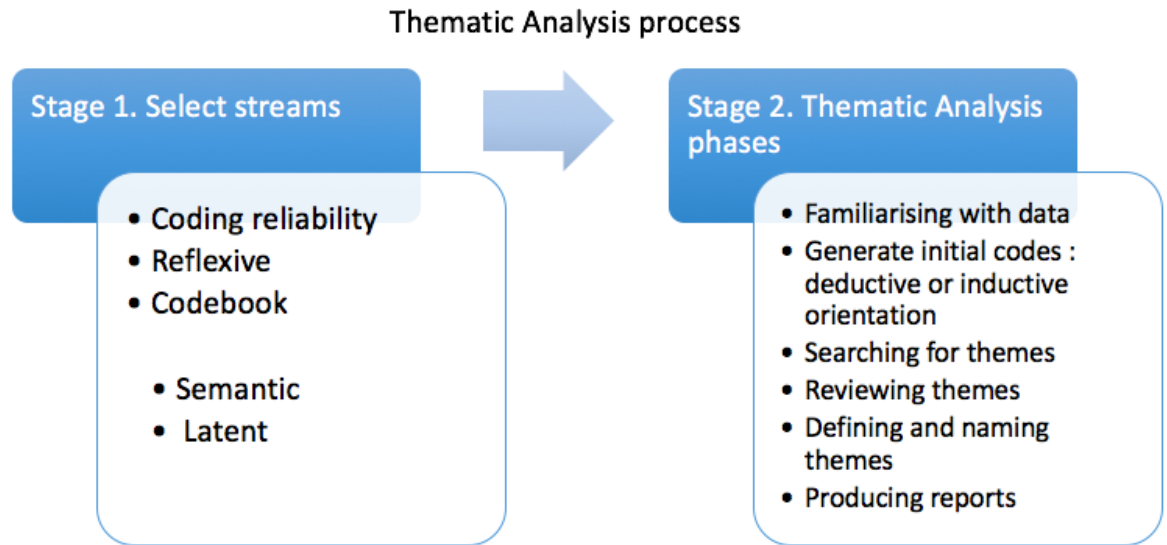 Thematic Analysis process
Stage 1. Select streams
• Coding reliability
• Reflexive
• Codebook
• Semantic
• Latent
Stage 2. Thematic Analysis
phases
• Familiarising with data
• Generate initial codes :
deductive or inductive
orientation
• Searching for themes
• Reviewing themes
• Defining and naming
themes
• Producing reports